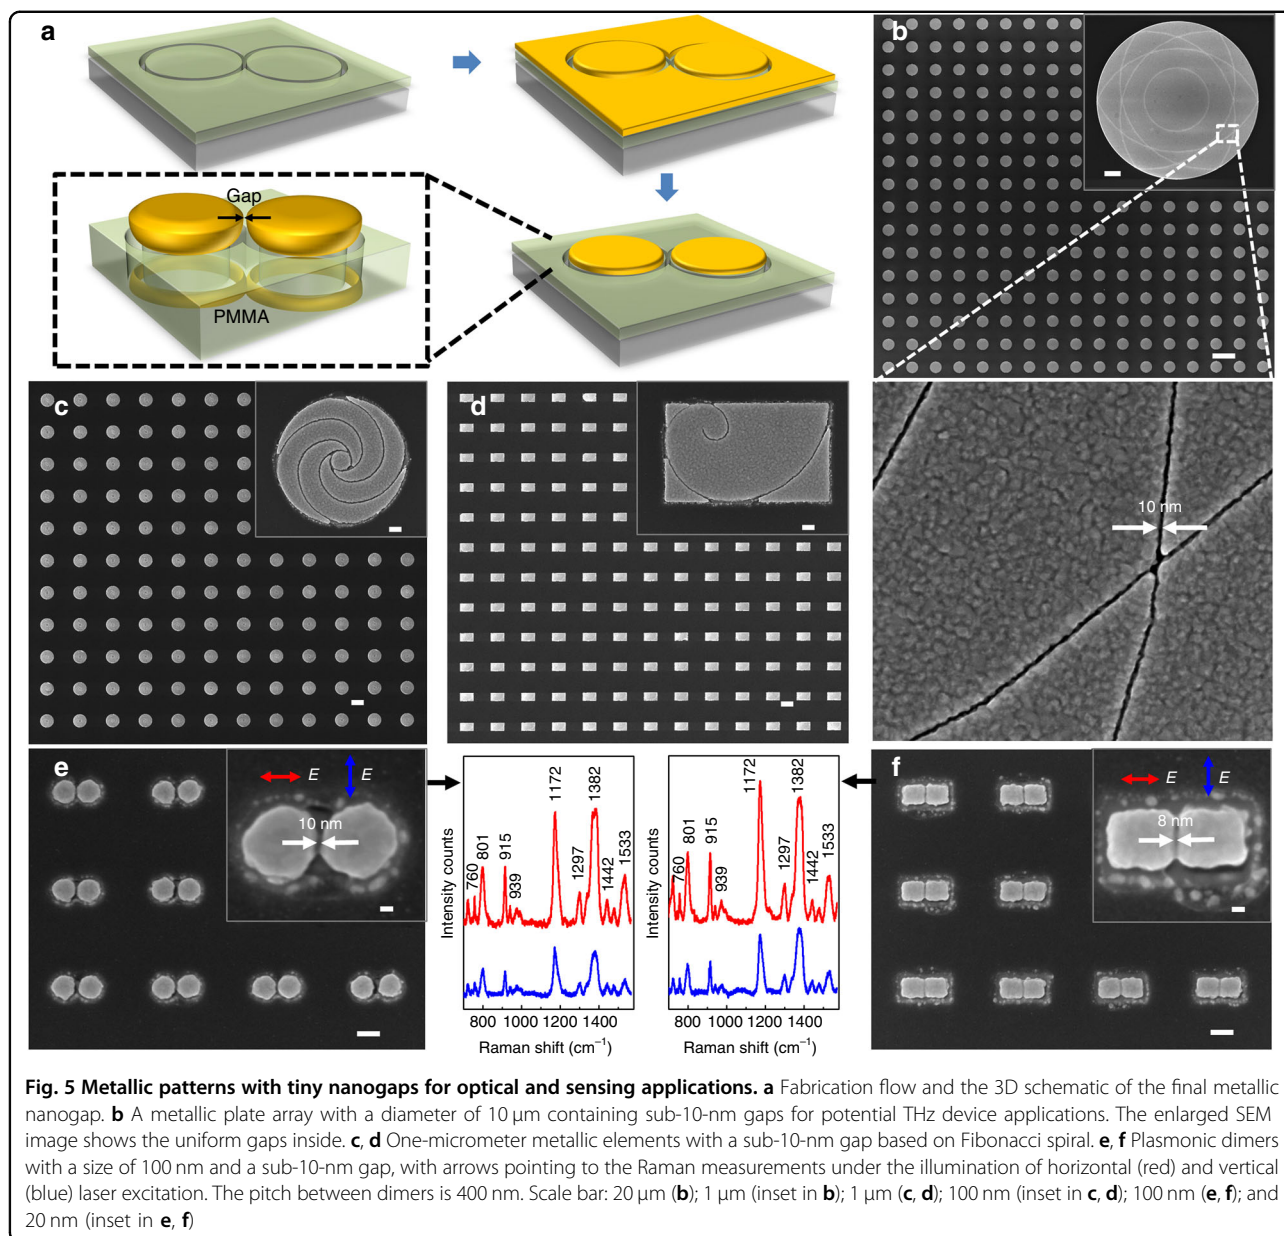 a
Gap
PMMA
b
c
d
10 nm
e
E
E
10 nm
Intensity counts
760
801
915
939
1172
1297
1382
1442
1533
800
1000
1200
1400
Raman shift (cm⁻¹)
Intensity counts
760
801
915
939
1172
1297
1382
1442
1533
800
1000
1200
1400
Raman shift (cm⁻¹)
f
E
E
8 nm
Fig. 5 Metallic patterns with tiny nanogaps for optical and sensing applications. a Fabrication flow and the 3D schematic of the final metallic
nanogap. b A metallic plate array with a diameter of 10 μm containing sub-10-nm gaps for potential THz device applications. The enlarged SEM
image shows the uniform gaps inside. c, d One-micrometer metallic elements with a sub-10-nm gap based on Fibonacci spiral. e, f Plasmonic dimers
with a size of 100 nm and a sub-10-nm gap, with arrows pointing to the Raman measurements under the illumination of horizontal (red) and vertical
(blue) laser excitation. The pitch between dimers is 400 nm. Scale bar: 20 μm (b); 1 μm (inset in b); 1 μm (c, d); 100 nm (inset in c, d); 100 nm (e, f); and
20 nm (inset in e, f)